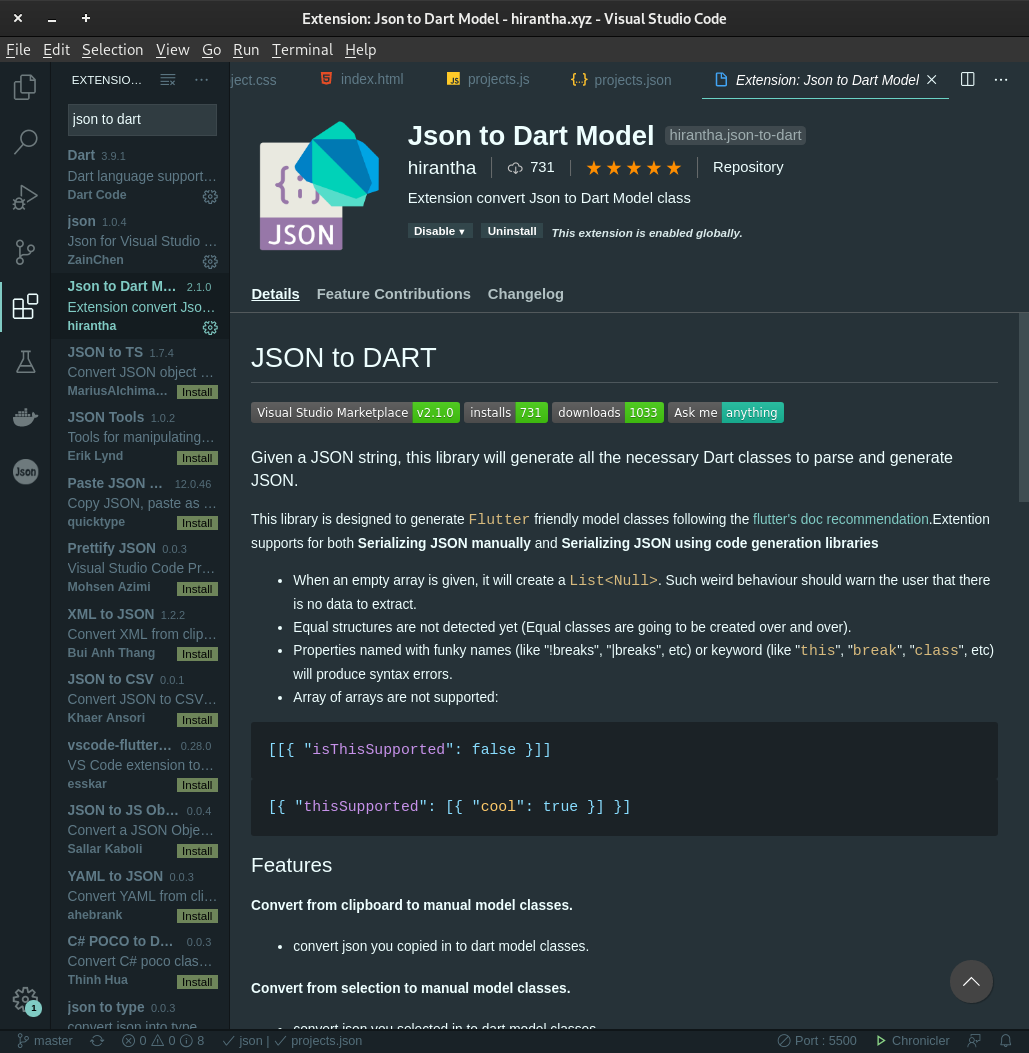 Extension: Json to Dart Model - hirantha.xyz - Visual Studio Code
File Edit Selection View Go Run Terminal Help
EXTENSIO...
json to dart
Dart 3.9.1
Dart language support...
Dart Code
json 1.0.4
Json for Visual Studio ...
ZainChen
Json to Dart M... 2.1.0
Extension convert Jso...
hirantha
JSON to TS 1.7.4
Convert JSON object ...
MariusAlchima... Install
JSON Tools 1.0.2
Tools for manipulating...
Erik Lynd Install
Paste JSON ... 12.0.46
Copy JSON, paste as ...
quicktype Install
Prettify JSON 0.0.3
Visual Studio Code Pr...
Mohsen Azimi Install
XML to JSON 1.2.2
Convert XML from clip...
Bui Anh Thang Install
JSON to CSV 0.0.1
Convert JSON to CSV...
Khaer Ansori Install
vscode-flutter... 0.28.0
VS Code extension to...
esskar Install
JSON to JS Ob... 0.0.4
Convert a JSON Obje...
Sallar Kaboli Install
YAML to JSON 0.0.3
Convert YAML from cli...
ahebrank Install
C# POCO to D... 0.0.3
Convert C# poco clas...
Thinh Hua Install
json to type 0.0.3
convert json into type
Json
1
ject.css index.html projects.js projects.json Extension: Json to Dart Model
{;}
JSON
Json to Dart Model hirantha.json-to-dart
hirantha 731 Repository
Extension convert Json to Dart Model class
Disable Uninstall This extension is enabled globally.
Details Feature Contributions Changelog
JSON to DART
Visual Studio Marketplace v2.1.0 installs 731 downloads 1033 Ask me anything
Given a JSON string, this library will generate all the necessary Dart classes to parse and generate
JSON.
This library is designed to generate Flutter friendly model classes following the flutter's doc recommendation.Extention
supports for both Serializing JSON manually and Serializing JSON using code generation libraries
• When an empty array is given, it will create a List<Null>. Such weird behaviour should warn the user that there
is no data to extract.
• Equal structures are not detected yet (Equal classes are going to be created over and over).
• Properties named with funky names (like "!breaks", "|breaks", etc) or keyword (like "this", "break", "class", etc)
will produce syntax errors.
• Array of arrays are not supported:
[[{ "isThisSupported": false }]]
[{ "thisSupported": [{ "cool": true }] }]
Features
Convert from clipboard to manual model classes.
• convert json you copied in to dart model classes.
Convert from selection to manual model classes.
• convert json you selected in to dart model classes
master 0 0 8 json | projects.json Port : 5500 Chronicler